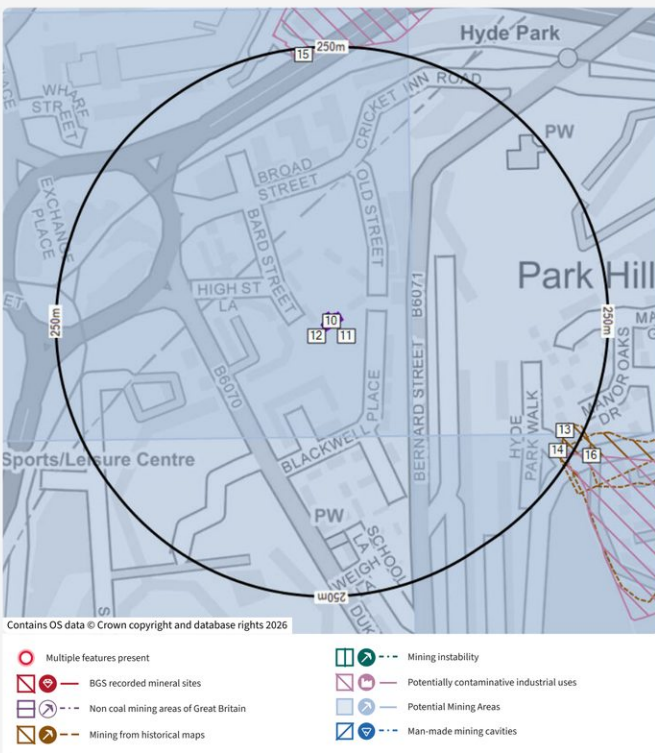 Hyde Park
250m
15
CRICKET INN ROAD
WHARF
STREET
PW
BROAD
STREET
OLD STREET
EXCHANGE
PLACE
BARD STREET
Park Hill
HIGH ST
LA
B6071
ET
10
12
11
250m
250m
B6070
PLACE
BERNARD STREET
MANOR OAKS
DR
HYDE
PARK WALK
13
14
16
BLACKWELL
Sports/Leisure Centre
PW
SCHOOL
LA
WEIGH LA
DUK
250m
S
Contains OS data © Crown copyright and database rights 2026
Multiple features present
Mining instability
BGS recorded mineral sites
Potentially contaminative industrial uses
Non coal mining areas of Great Britain
Potential Mining Areas
Mining from historical maps
Man-made mining cavities